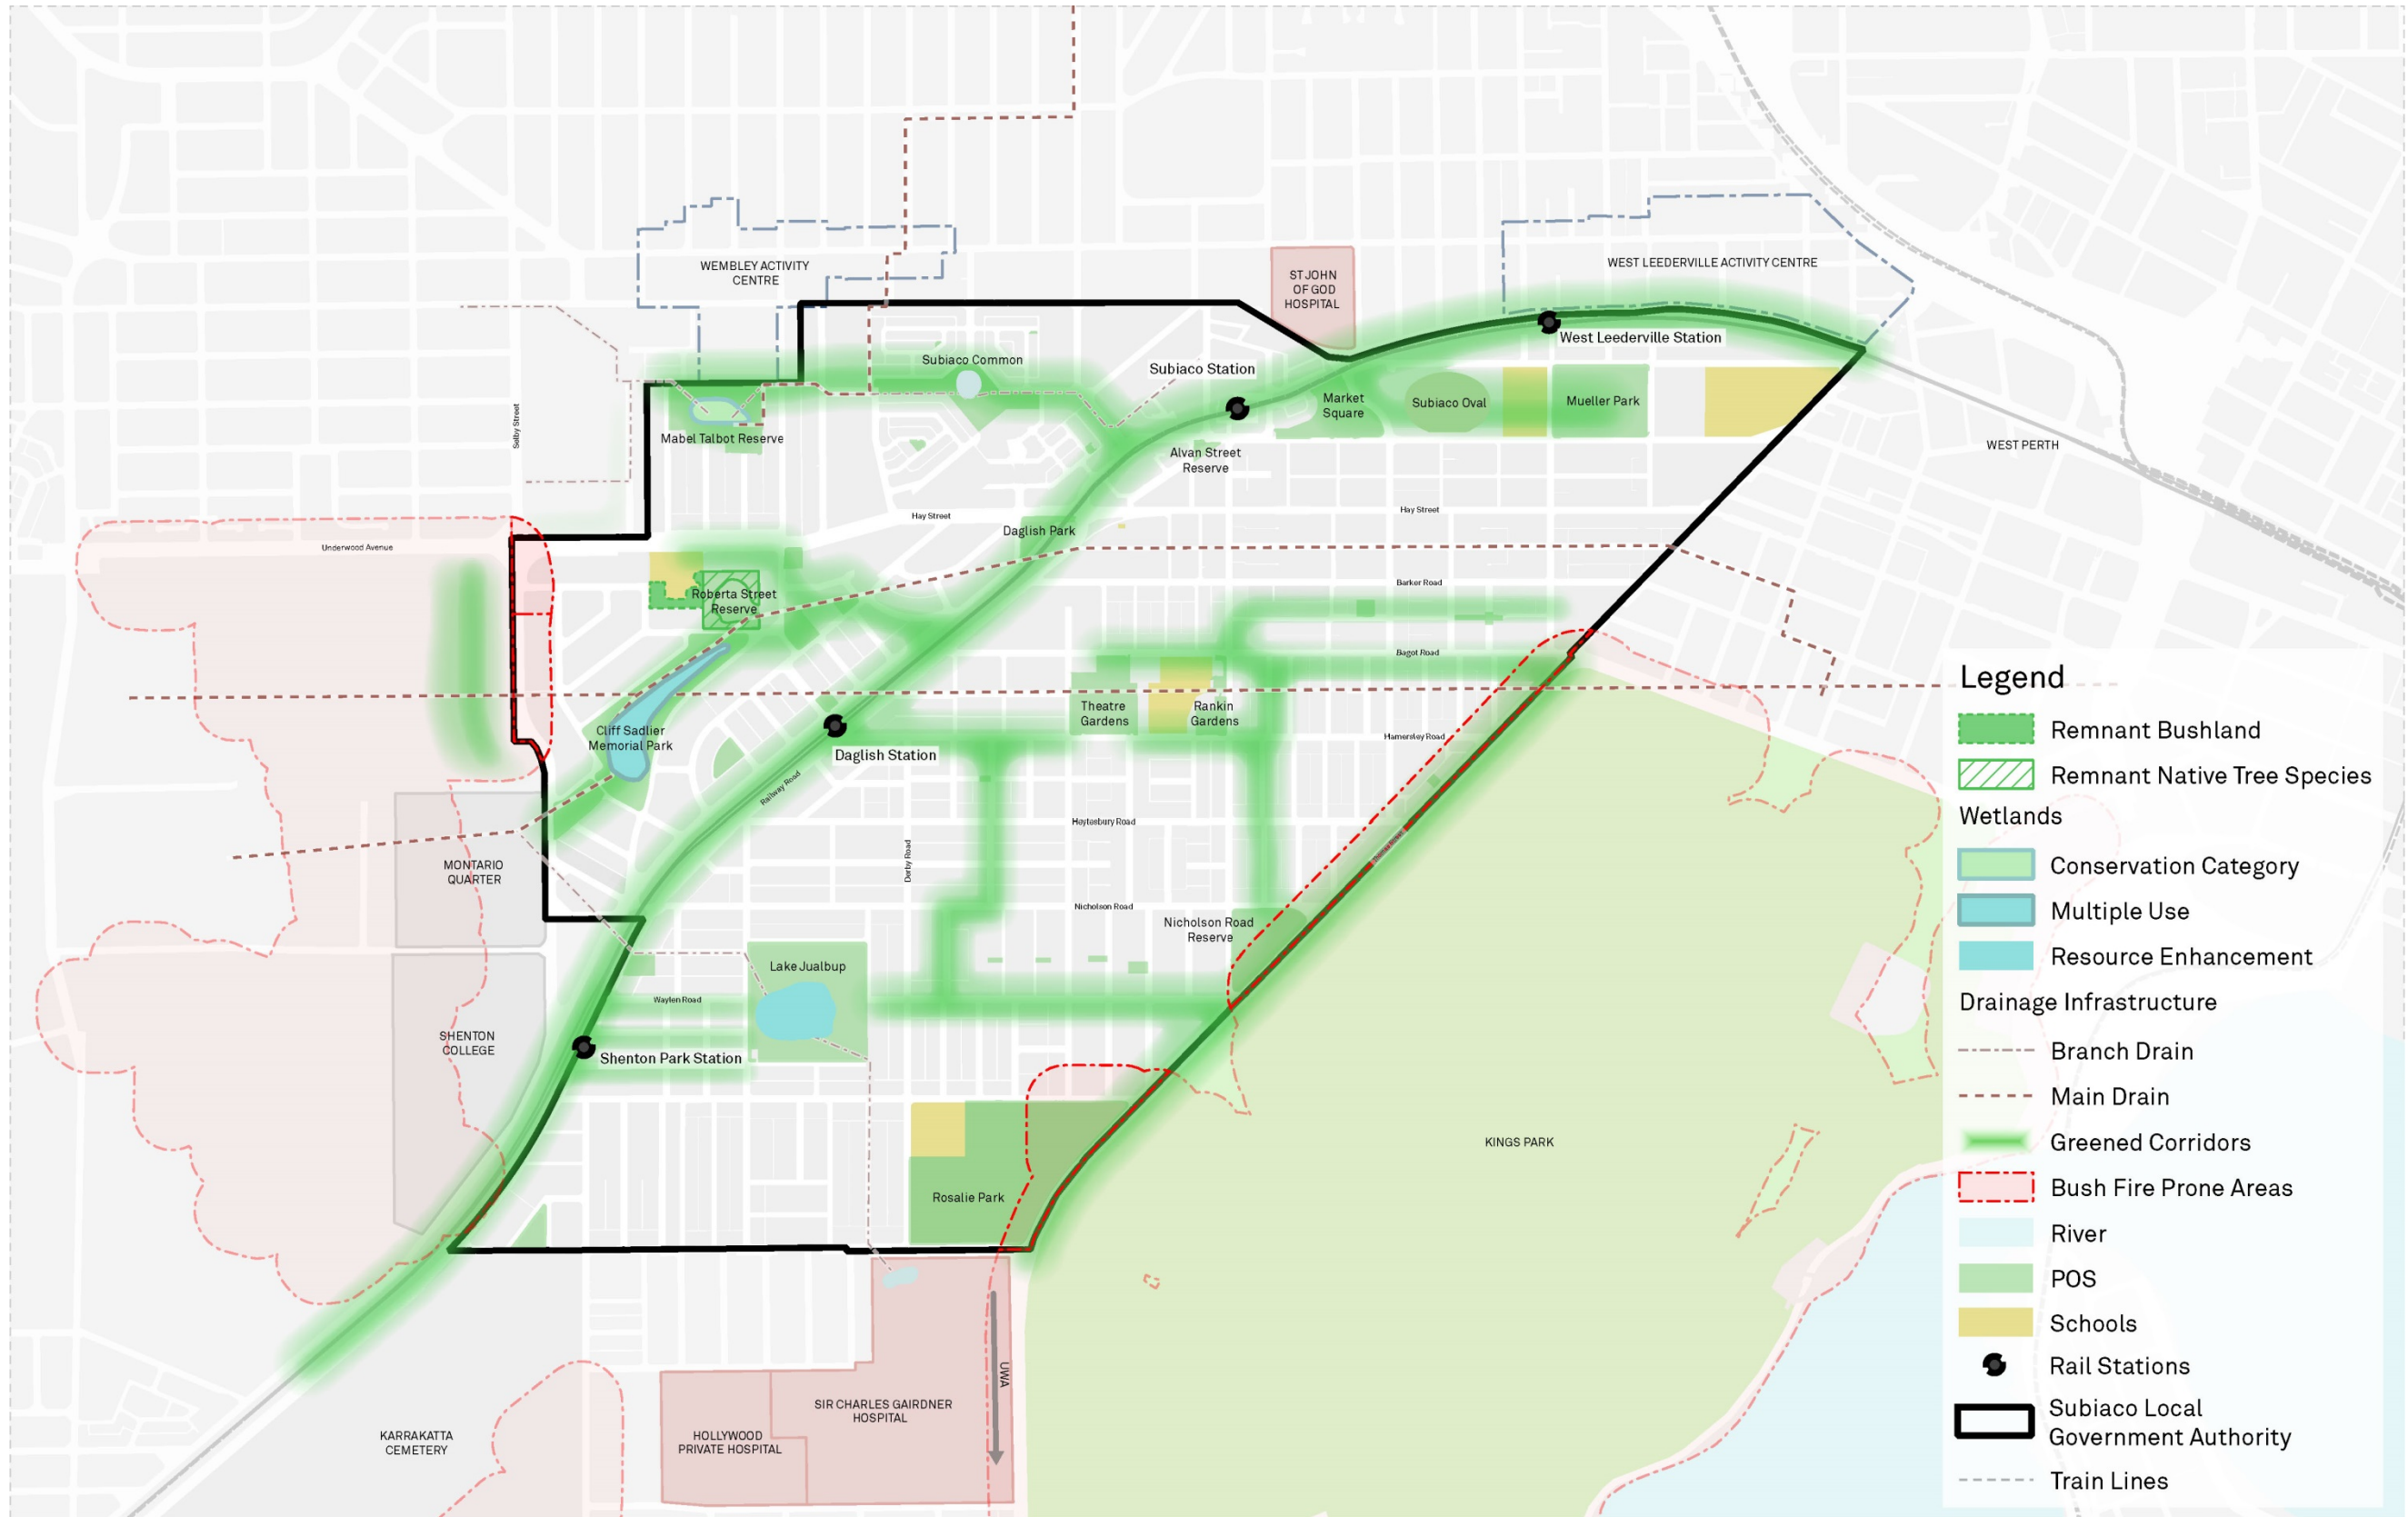 WEMBLEY ACTIVITY
CENTRE
ST JOHN
OF GOD
HOSPITAL
WEST LEEDERVILLE ACTIVITY CENTRE
West Leederville Station
Subiaco Common
Subiaco Station
Market
Square
Subiaco Oval
Mueller Park
Selby Street
Mabel Talbot Reserve
Alvan Street
Reserve
WEST PERTH
Hay Street
Hay Street
Daglish Park
Underwood Avenue
Barker Road
Roberta Street
Reserve
Bagot Road
Theatre
Gardens
Rankin
Gardens
Cliff Sadlier
Memorial Park
Hamersley Road
Daglish Station
Railway Road
Heytesbury Road
Derby Road
MONTARIO
QUARTER
Nicholson Road
Nicholson Road
Reserve
Lake Jualbup
Waylen Road
SHENTON
COLLEGE
Shenton Park Station
KINGS PARK
Rosalie Park
UWA
SIR CHARLES GAIRDNER
HOSPITAL
HOLLYWOOD
PRIVATE HOSPITAL
KARRAKATTA
CEMETERY
Legend
Remnant Bushland
Remnant Native Tree Species
Wetlands
Conservation Category
Multiple Use
Resource Enhancement
Drainage Infrastructure
Branch Drain
Main Drain
Greened Corridors
Bush Fire Prone Areas
River
POS
Schools
Rail Stations
Subiaco Local
Government Authority
Train Lines